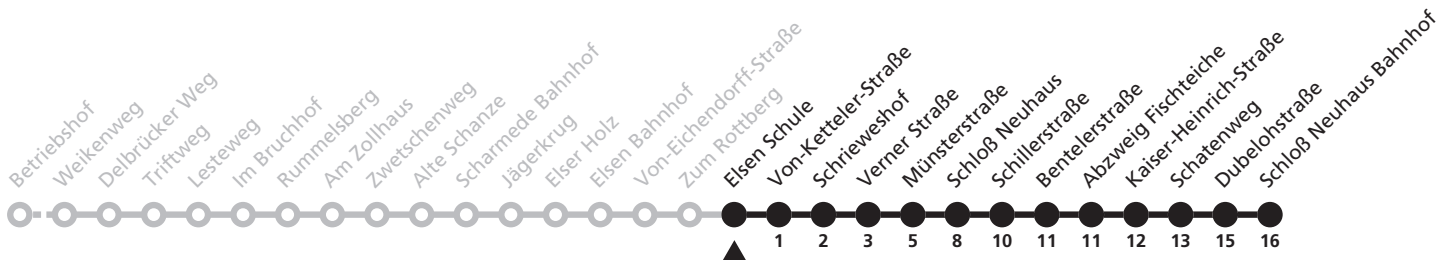 Betriebshof
Weikenweg
Delbrücker Weg
Triftweg
Lesteweg
Im Bruchhof
Rummelsberg
Am Zollhaus
Zwetschenweg
Alte Schanze
Scharmede Bahnhof
Jägerkrug
Elser Holz
Elsen Bahnhof
Von-Eichendorff-Straße
Zum Rottberg
Elsen Schule
Von-Ketteler-Straße
Schrieweshof
Verner Straße
Münsterstraße
Schloß Neuhaus
Schillerstraße
Bentelerstraße
Abzweig Fischteiche
Kaiser-Heinrich-Straße
Schatenweg
Dubelohstraße
Schloß Neuhaus Bahnhof
1 2 3 5 8 10 11 11 12 13 15 16